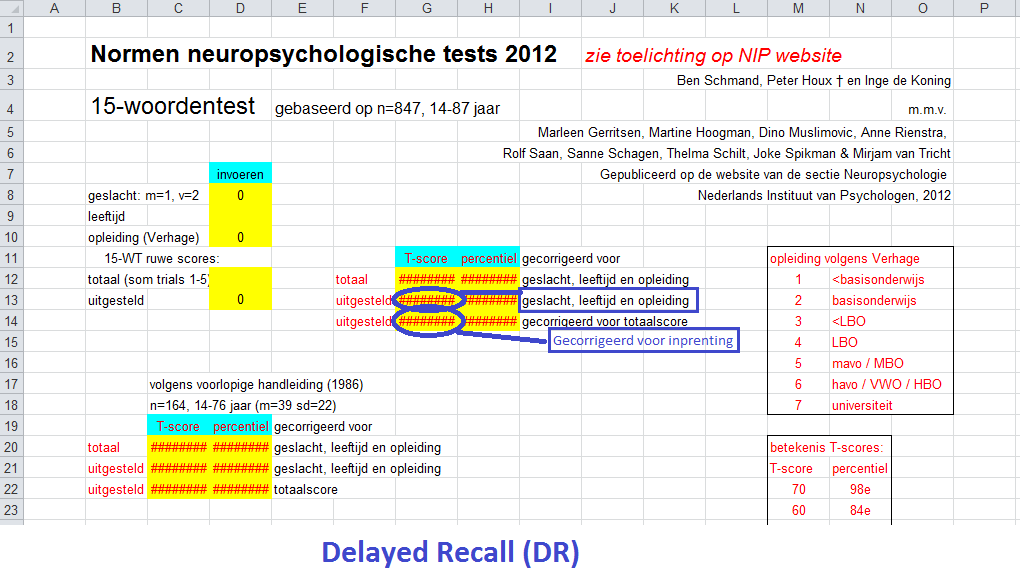 A B C D E F G H I J K L M N O P
1
2 Normen neuropsychologische tests 2012 zie toelichting op NIP website
3 Ben Schmand, Peter Houx † en Inge de Koning
4 15-woordentest gebaseerd op n=847, 14-87 jaar m.m.v.
5 Marleen Gerritsen, Martine Hoogman, Dino Muslimovic, Anne Rienstra,
6 Rolf Saan, Sanne Schagen, Thelma Schilt, Joke Spikman & Mirjam van Tricht
7 invoeren Gepubliceerd op de website van de sectie Neuropsychologie
8 geslacht: m=1, v=2 0 Nederlands Instituut van Psychologen, 2012
9 leeftijd
10 opleiding (Verhage) 0
11 15-WT ruwe scores: T-score percentiel gecorrigeerd voor opleiding volgens Verhage
12 totaal (som trials 1-5) totaal ######## ######## geslacht, leeftijd en opleiding 1 <basisonderwijs
13 uitgesteld 0 uitgesteld ######## ######## geslacht, leeftijd en opleiding 2 basisonderwijs
14 uitgesteld ######## ######## gecorrigeerd voor totaalscore 3 <LBO
15 Gecorrigeerd voor inprenting 4 LBO
16 5 mavo / MBO
17 volgens voorlopige handleiding (1986) 6 havo / VWO / HBO
18 n=164, 14-76 jaar (m=39 sd=22) 7 universiteit
19 T-score percentiel gecorrigeerd voor
20 totaal ######## ######## geslacht, leeftijd en opleiding betekenis T-scores:
21 uitgesteld ######## ######## geslacht, leeftijd en opleiding T-score percentiel
22 uitgesteld ######## ######## totaalscore 70 98e
23 60 84e
Delayed Recall (DR)